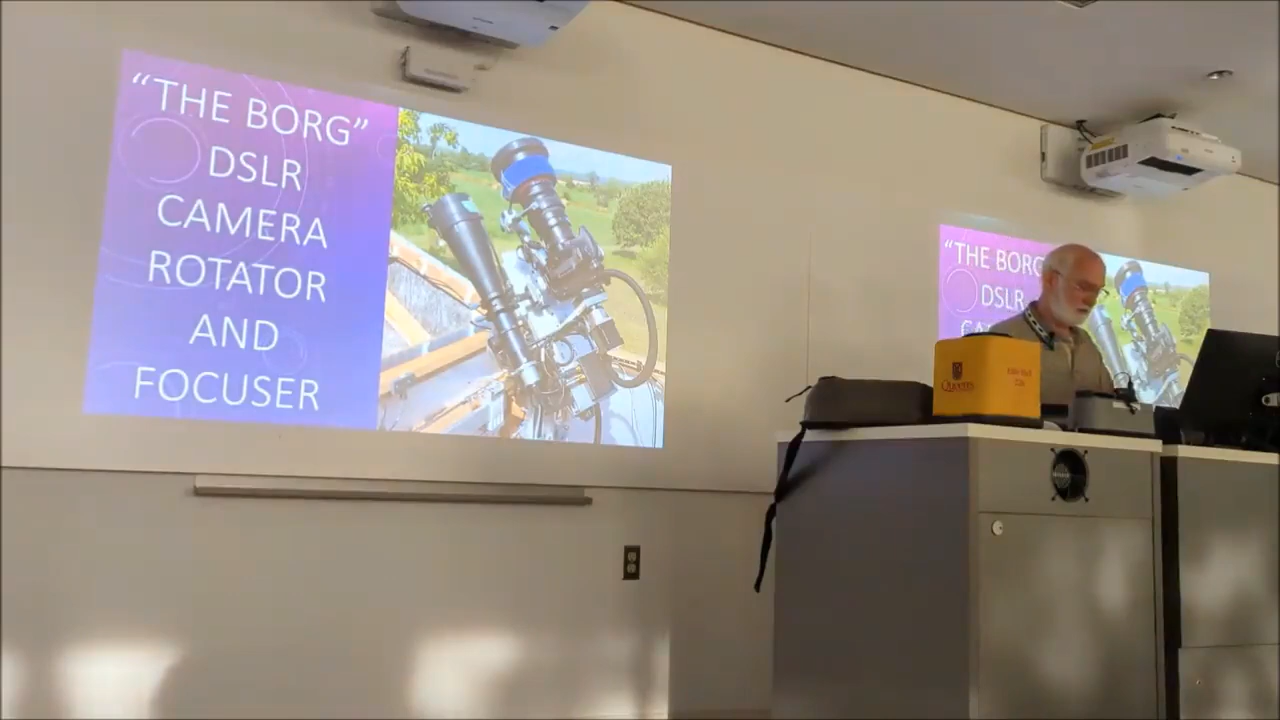 “THE BORG”
DSLR
CAMERA
ROTATOR
AND
FOCUSER
“THE BORG
DSLR
Queen's